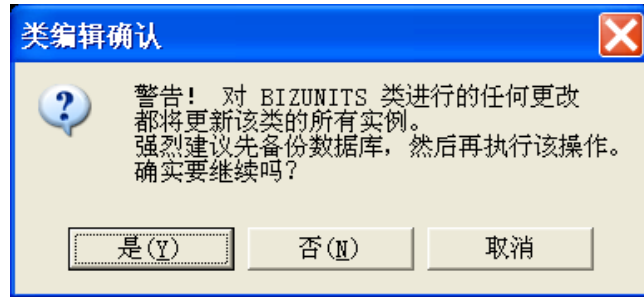 类编辑确认
警告! 对 BIZUNITS 类进行的任何更改
都将更新该类的所有实例。
强烈建议先备份数据库，然后再执行该操作。
确实要继续吗?
是(Y) 否(N) 取消